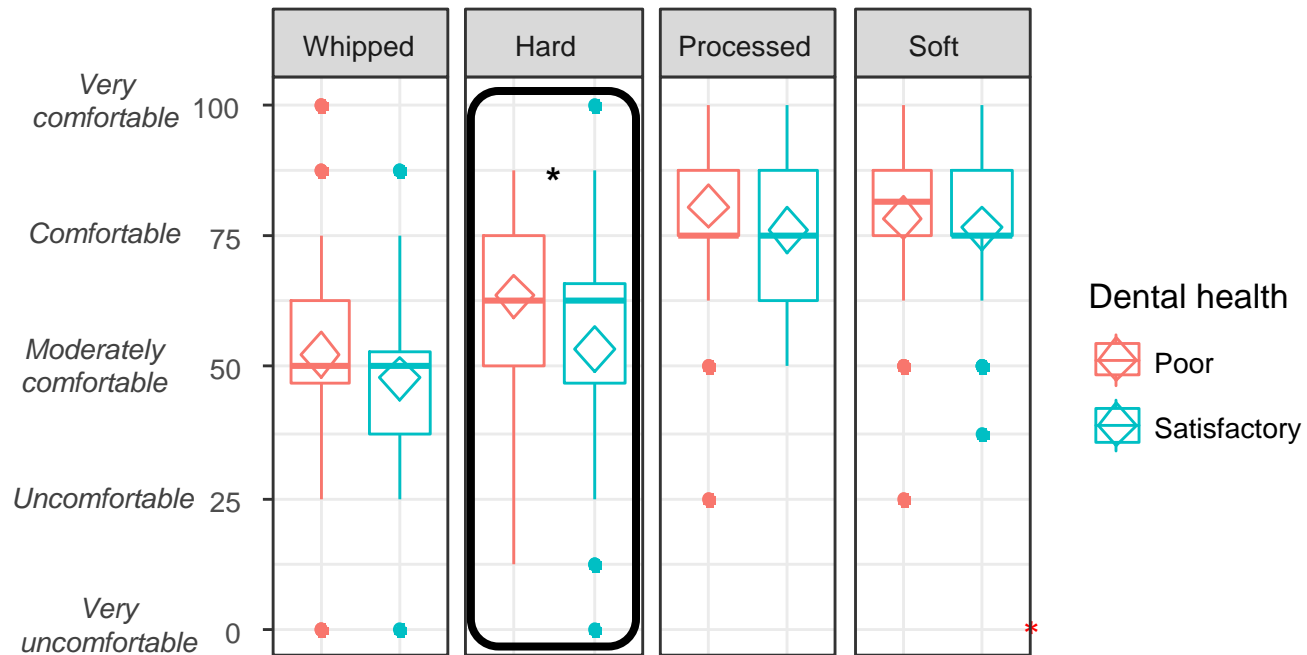 Whipped
Hard
Processed
Soft
Very
comfortable
100
*
Comfortable
75
Moderately
comfortable
50
Uncomfortable
25
Very
uncomfortable
0
*
Dental health
Poor
Satisfactory